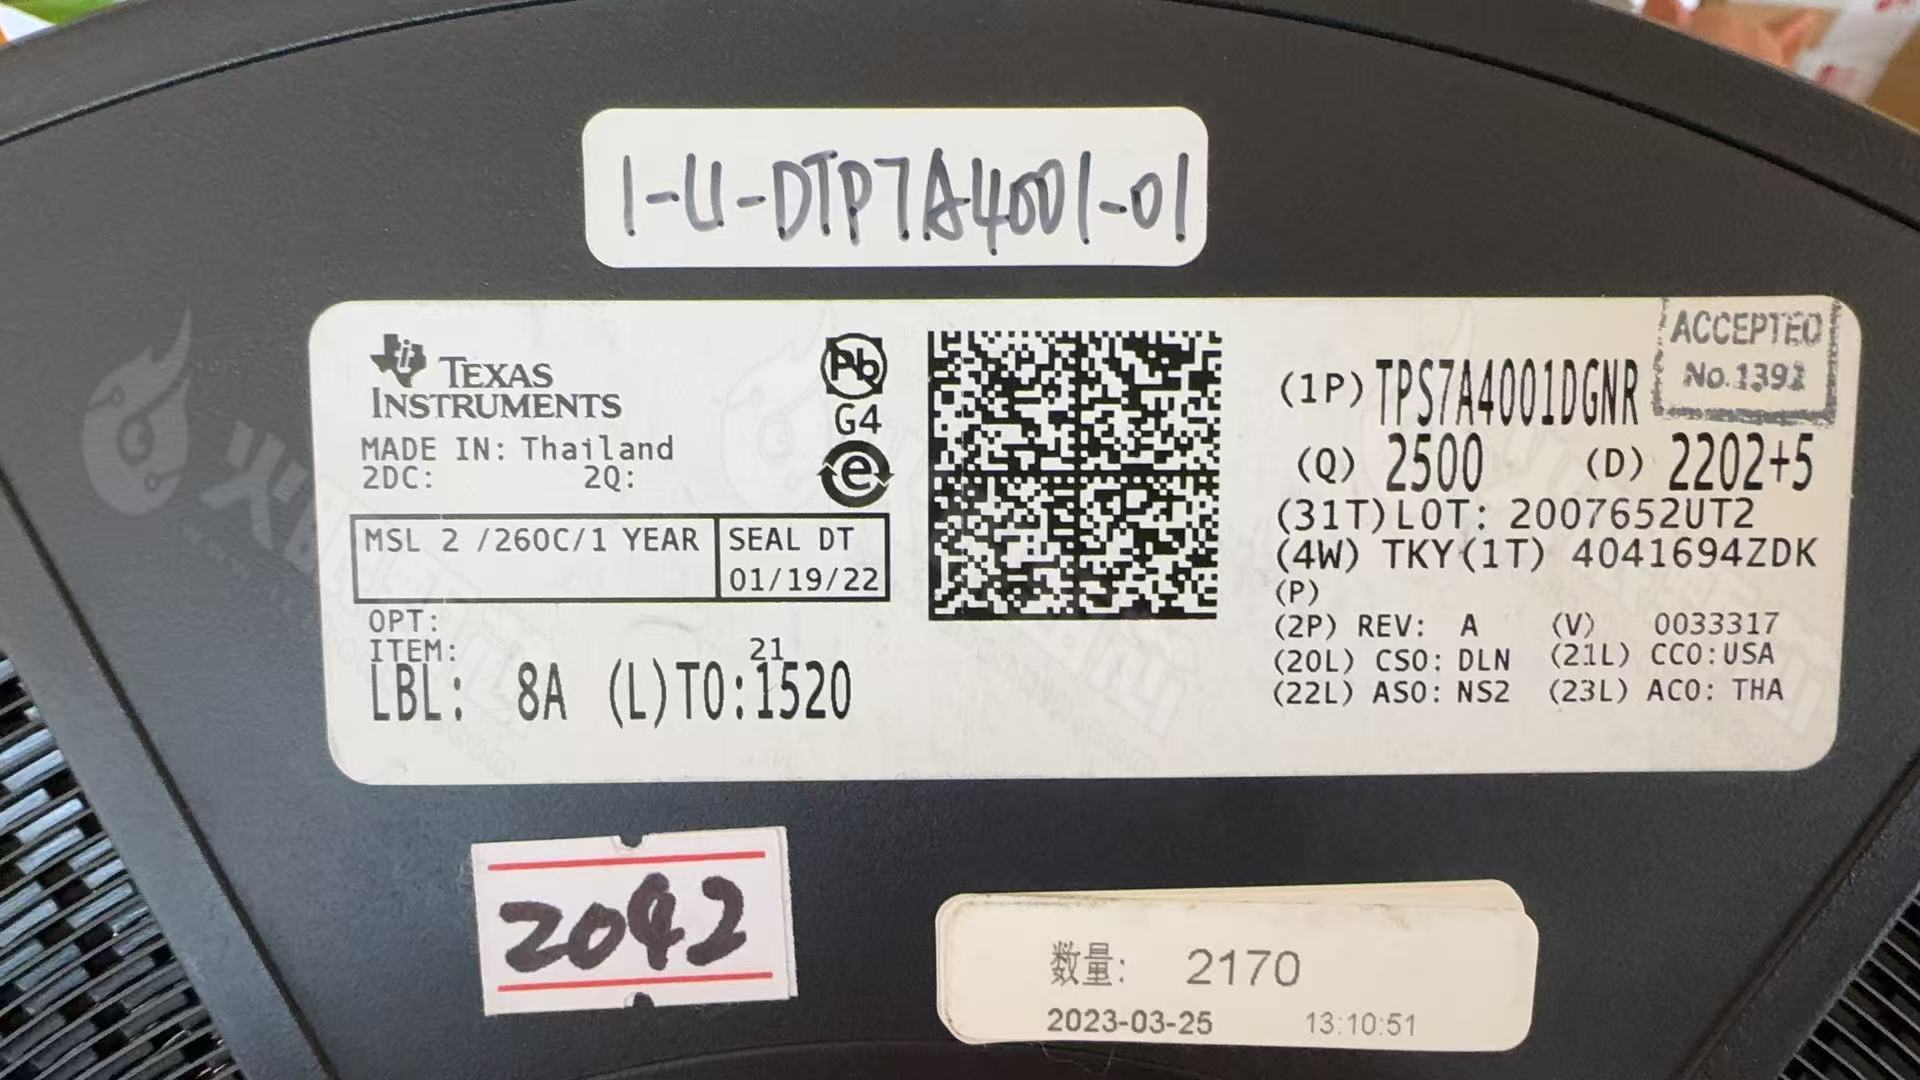 1-U-DTP7A4001-01
TEXAS
INSTRUMENTS
MADE IN: Thailand
2DC: 2Q:
Pb
G4
e
MSL 2 /260C/1 YEAR
SEAL DT
01/19/22
OPT:
ITEM:
21
LBL: 8A (L)TO:1520
ACCEPTED
No.1392
(1P) TPS7A4001DGNR
(Q) 2500 (D) 2202+5
(31T)LOT: 2007652UT2
(4W) TKY(1T) 4041694ZDK
(P)
(2P) REV: A (V) 0033317
(20L) CSO: DLN (21L) CCO:USA
(22L) ASO: NS2 (23L) ACO: THA
2042
数量: 2170
2023-03-25 13:10:51